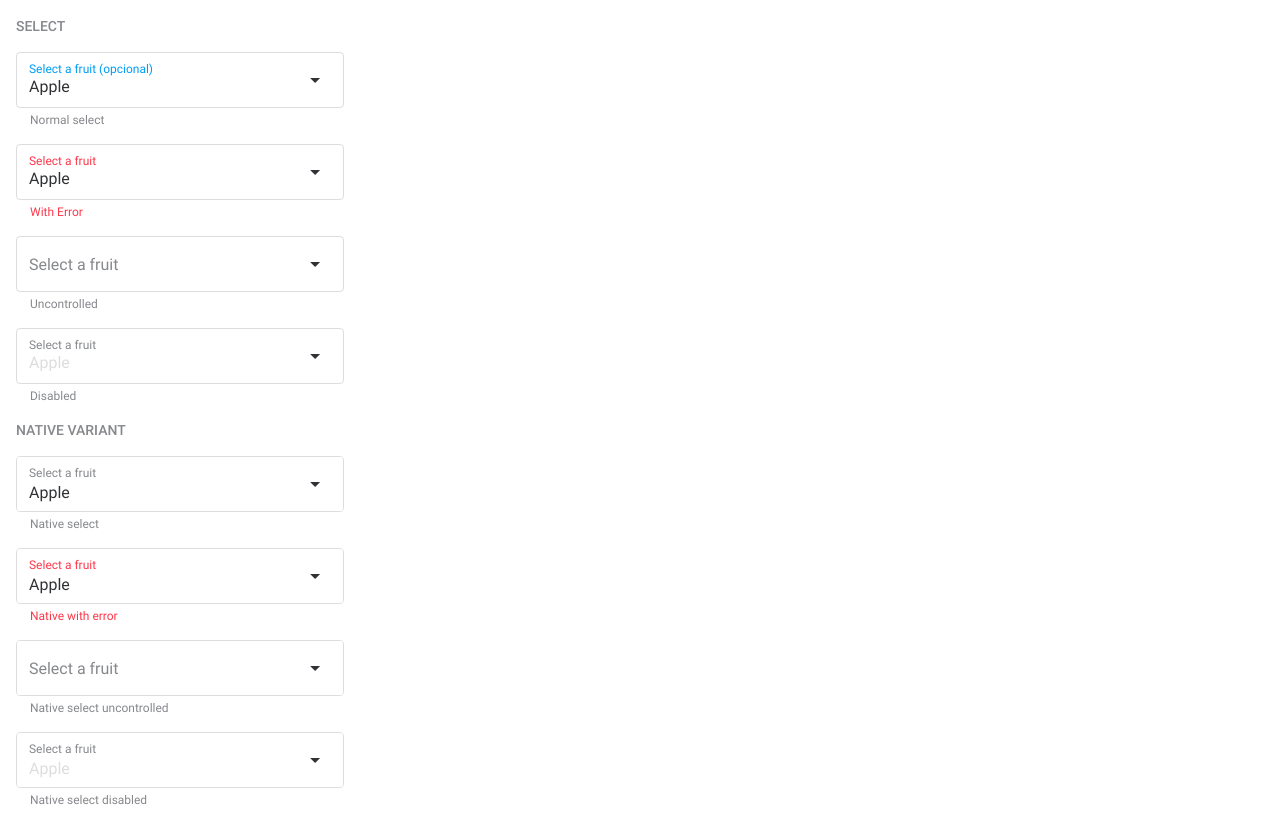 SELECT
Select a fruit (opcional)
Apple
Normal select
Select a fruit
Apple
With Error
Select a fruit
Uncontrolled
Select a fruit
Apple
Disabled
NATIVE VARIANT
Select a fruit
Apple
Native select
Select a fruit
Apple
Native with error
Select a fruit
Native select uncontrolled
Select a fruit
Apple
Native select disabled